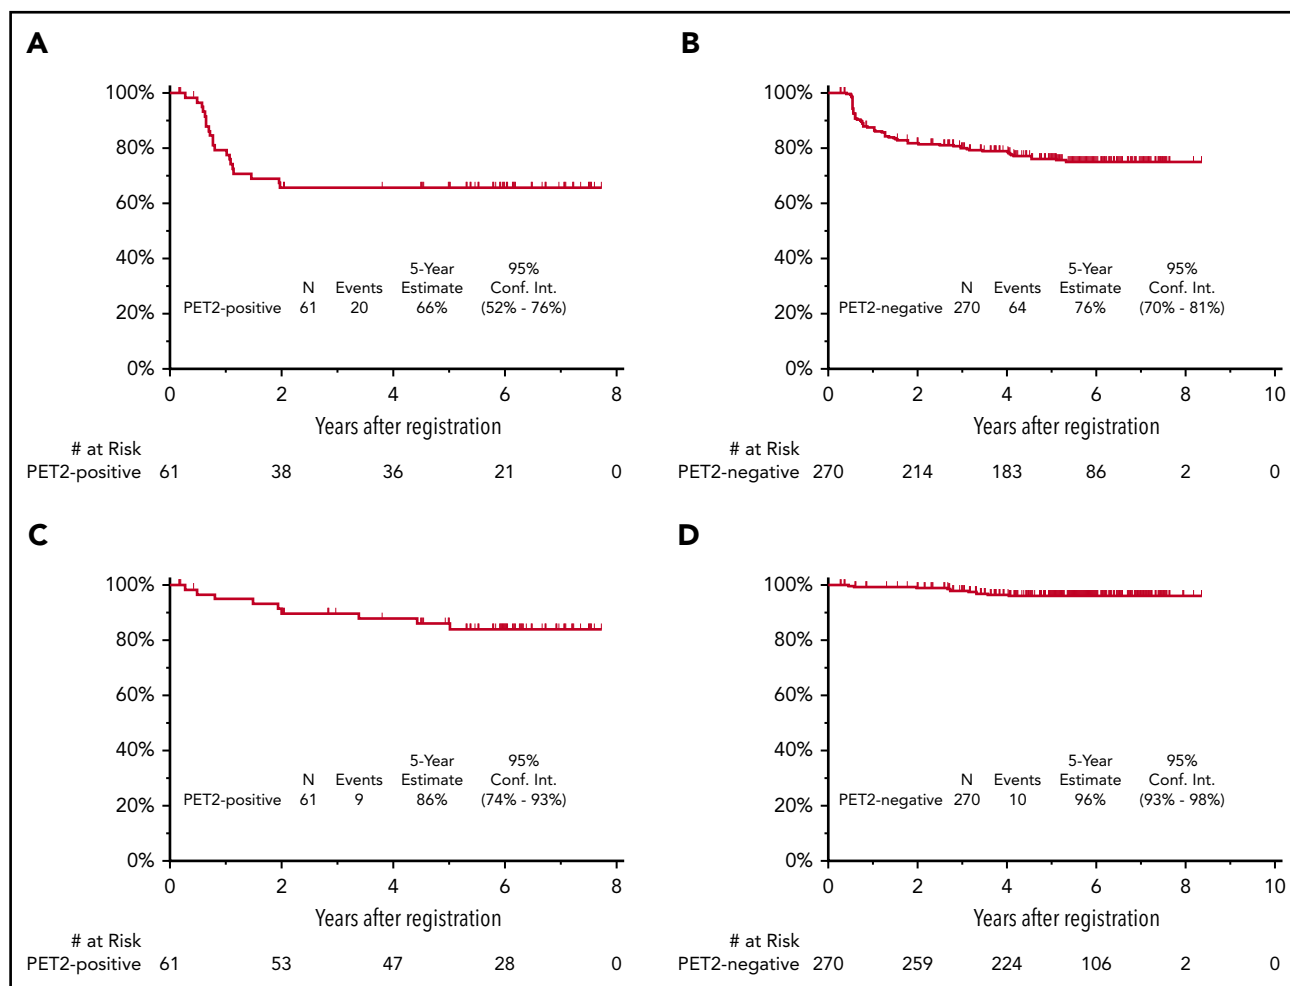 A
100%
80%
60%
40%
20%
0%
5-Year 95%
N Events Estimate Conf. Int.
PET2-positive 61 20 66% (52% - 76%)
0 2 4 6 8
Years after registration
# at Risk
PET2-positive 61 38 36 21 0
B
100%
80%
60%
40%
20%
0%
5-Year 95%
N Events Estimate Conf. Int.
PET2-negative 270 64 76% (70% - 81%)
0 2 4 6 8 10
Years after registration
# at Risk
PET2-negative 270 214 183 86 2 0
C
100%
80%
60%
40%
20%
0%
5-Year 95%
N Events Estimate Conf. Int.
PET2-positive 61 9 86% (74% - 93%)
0 2 4 6 8
Years after registration
# at Risk
PET2-positive 61 53 47 28 0
D
100%
80%
60%
40%
20%
0%
5-Year 95%
N Events Estimate Conf. Int.
PET2-negative 270 10 96% (93% - 98%)
0 2 4 6 8 10
Years after registration
# at Risk
PET2-negative 270 259 224 106 2 0